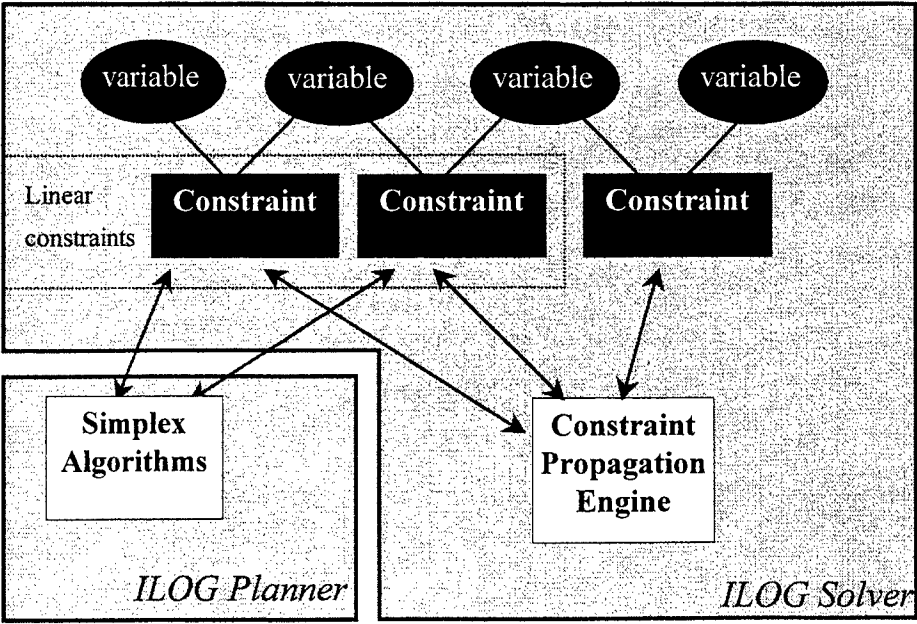 variable variable variable variable
Linear
constraints
Constraint Constraint Constraint
Simplex
Algorithms
Constraint
Propagation
Engine
ILOG Planner
ILOG Solver